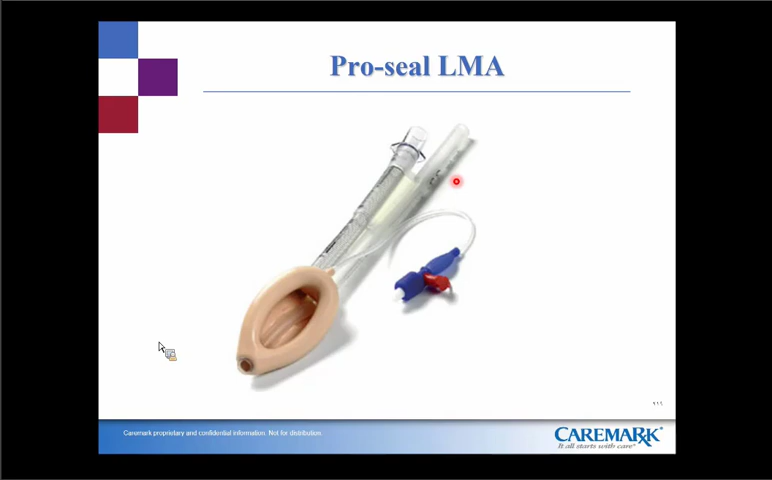 Pro-seal LMA
Caremark proprietary and confidential information. Not for distribution.
CAREMARK
It all starts with care